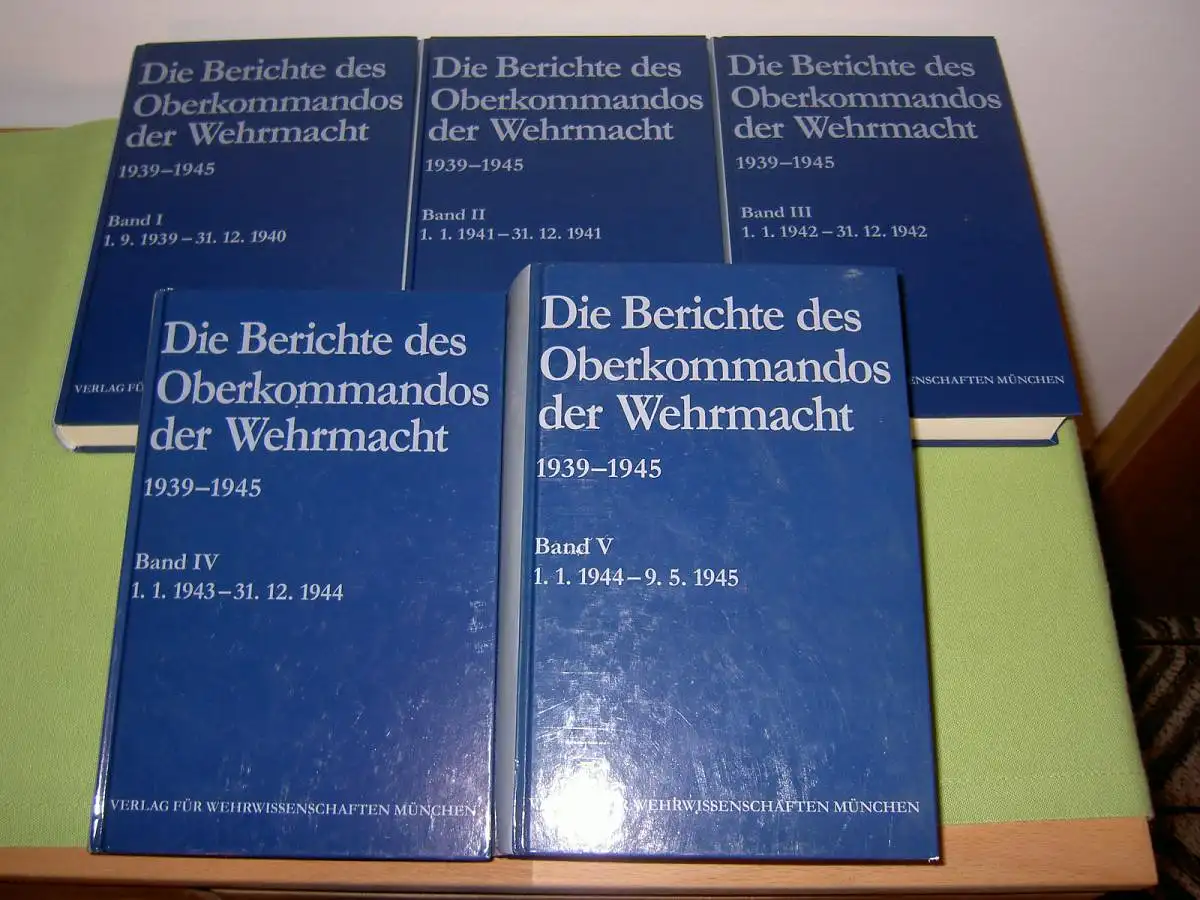 Die Berichte des
Oberkommandos
der Wehrmacht
1939–1945
Band I
1. 9. 1939 – 31. 12. 1940
VERLAG FÜ
Die Berichte des
Oberkommandos
der Wehrmacht
1939–1945
Band II
1. 1. 1941 – 31. 12. 1941
Die Berichte des
Oberkommandos
der Wehrmacht
1939–1945
Band III
1. 1. 1942 – 31. 12. 1942
ENSCHAFTEN MÜNCHEN
Die Berichte des
Oberkommandos
der Wehrmacht
1939–1945
Band IV
1. 1. 1943 – 31. 12. 1944
VERLAG FÜR WEHRWISSENSCHAFTEN MÜNCHEN
Die Berichte des
Oberkommandos
der Wehrmacht
1939–1945
Band V
1. 1. 1944 – 9. 5. 1945
WEHRWISSENSCHAFTEN MÜNCHEN